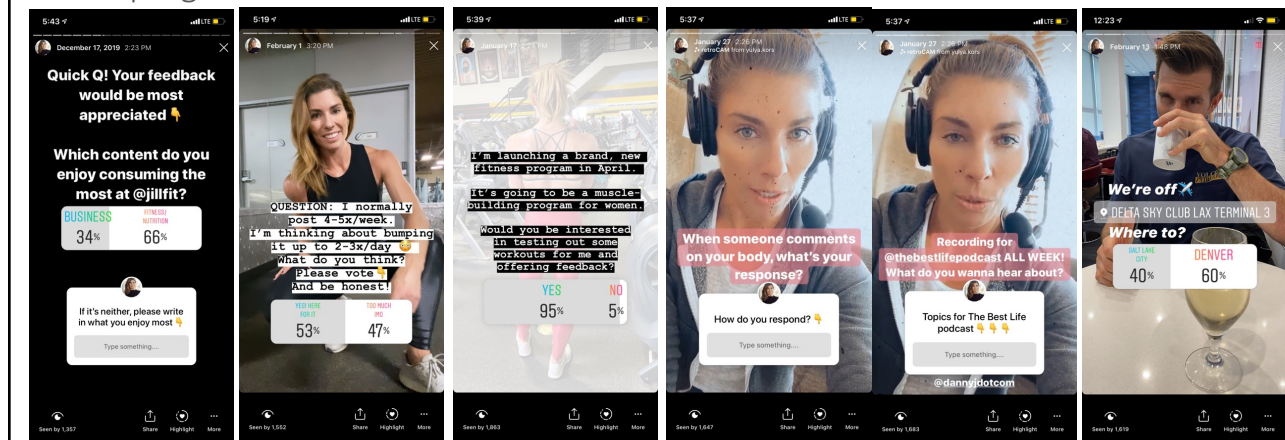 5:43
LTE
December 17, 2019 2:23 PM
Quick Q! Your feedback
would be most
appreciated 👇
Which content do you
enjoy consuming the
most at @jillfit?
BUSINESS
34%
FITNESS/
NUTRITION
66%
If it's neither, please write
in what you enjoy most 👇
Type something....
Seen by 1,357
Share
Highlight
More
5:19
LTE
February 1 3:20 PM
QUESTION: I normally
post 4-5x/week.
I'm thinking about bumping
it up to 2-3x/day 😳
What do you think?
Please vote👇
And be honest!
YES! HERE
FOR IT
53%
TOO MUCH
IMO
47%
Seen by 1,552
Share
Highlight
More
5:39
LTE
January
I'm launching a brand, new
fitness program in April.
It's going to be a muscle-
building program for women.
Would you be interested
in testing out some
workouts for me and
offering feedback?
YES
95%
NO
5%
Seen by 1,863
Share
Highlight
More
5:37
LTE
January 27 2:26 PM
retroCAM from yulya.kors
When someone comments
on your body, what's your
response?
How do you respond? 👇
Type something....
Seen by 1,647
Share
Highlight
More
5:37
LTE
January 27 2:36 PM
retroCAM from yulya.kors
Recording for
@thebestlifepodcast ALL WEEK!
What do you wanna hear about?
Topics for The Best Life
podcast 👇👇👇
Type something....
@dannyjdotcom
Seen by 1,683
Share
Highlight
More
12:23
February 13 1:48 PM
We're off✈️
DELTA SKY CLUB LAX TERMINAL 3
Where to?
SALT LAKE
CITY
40%
DENVER
60%
Seen by 1,619
Share
Highlight
More